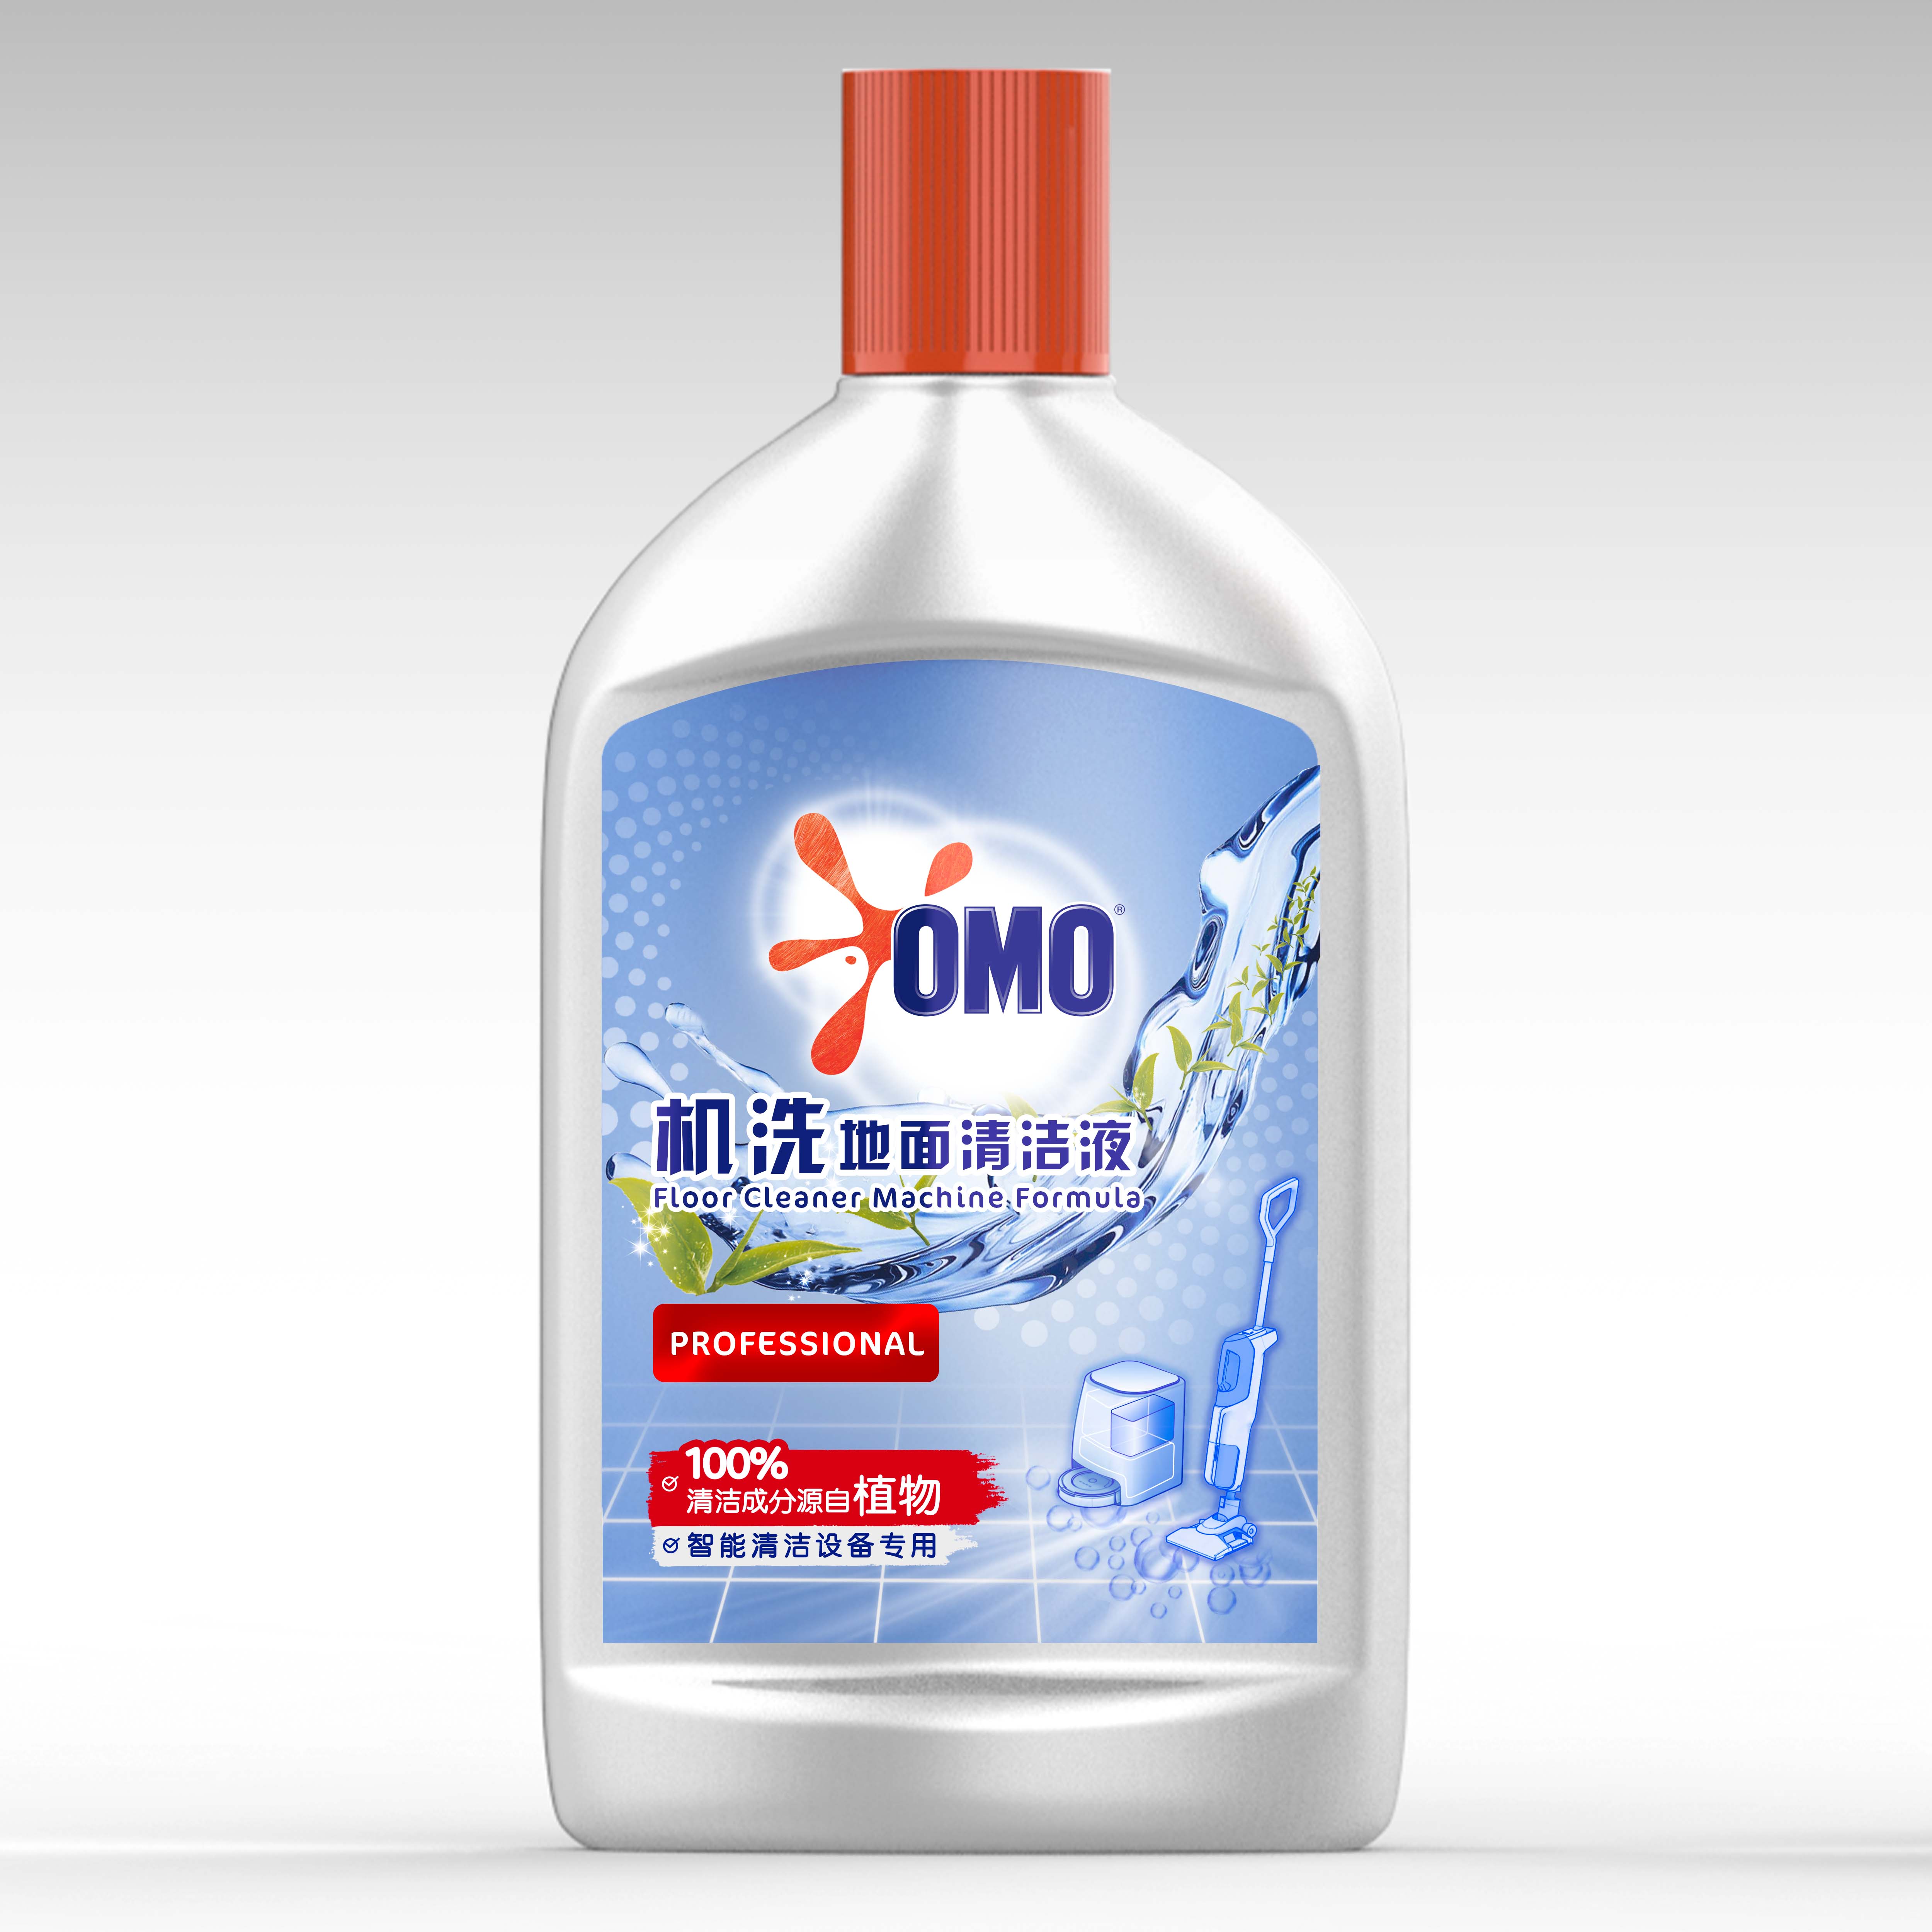 OMO®
机洗地面清洁液
Floor Cleaner Machine Formula
PROFESSIONAL
100%
清洁成分源自植物
智能清洁设备专用